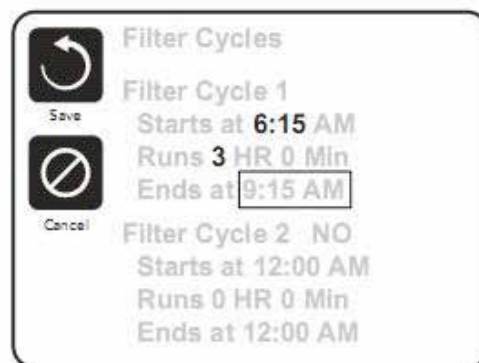 Filter Cycles
Save
Filter Cycle 1
Starts at 6:15 AM
Runs 3 HR 0 Min
Ends at 9:15 AM
Cancel
Filter Cycle 2 NO
Starts at 12:00 AM
Runs 0 HR 0 Min
Ends at 12:00 AM